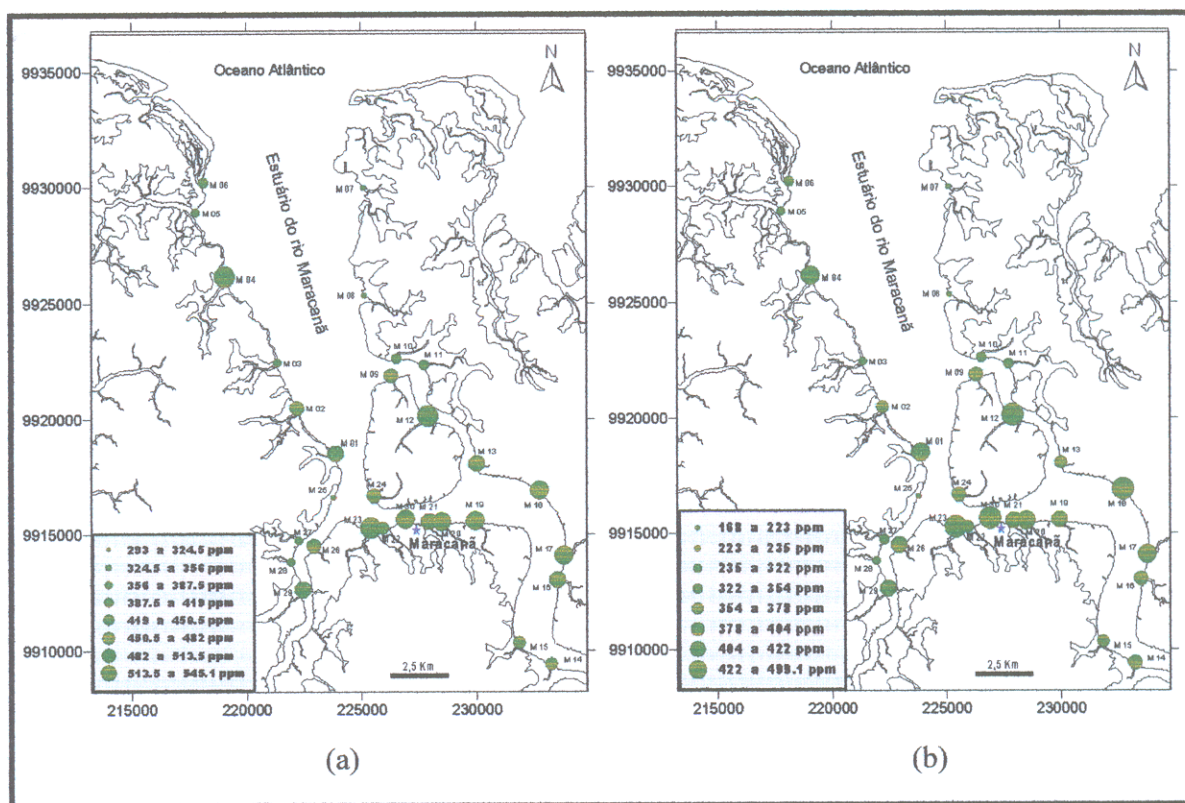 N
Oceano Atlântico
9935000
9930000
9925000
9920000
9915000
9910000
Estuário do rio Maracanã
M 06
M 05
M 04
M 03
M 02
M 01
M 25
M 27
M 26
M 28
M 29
M 07
M 08
M 10
M 11
M 09
M 12
M 13
M 24
M 23
M 22
M 21
M 19
M 17
M 15
M 14
Maracanã
293 a 324.5 ppm
324.5 a 356 ppm
356 a 387.5 ppm
387.5 a 419 ppm
419 a 450.5 ppm
450.5 a 482 ppm
482 a 513.5 ppm
513.5 a 545.1 ppm
2,5 Km
215000
220000
225000
230000
(a)
N
Oceano Atlântico
9935000
9930000
9925000
9920000
9915000
9910000
Estuário do rio Maracanã
M 06
M 05
M 04
M 03
M 02
M 01
M 25
M 27
M 26
M 28
M 29
M 07
M 08
M 10
M 11
M 09
M 12
M 13
M 24
M 23
M 22
M 21
M 19
M 18
M 17
M 16
M 15
M 14
Maracanã
168 a 223 ppm
223 a 235 ppm
235 a 322 ppm
322 a 354 ppm
354 a 378 ppm
378 a 404 ppm
404 a 422 ppm
422 a 499.1 ppm
2,5 Km
215000
220000
225000
230000
(b)